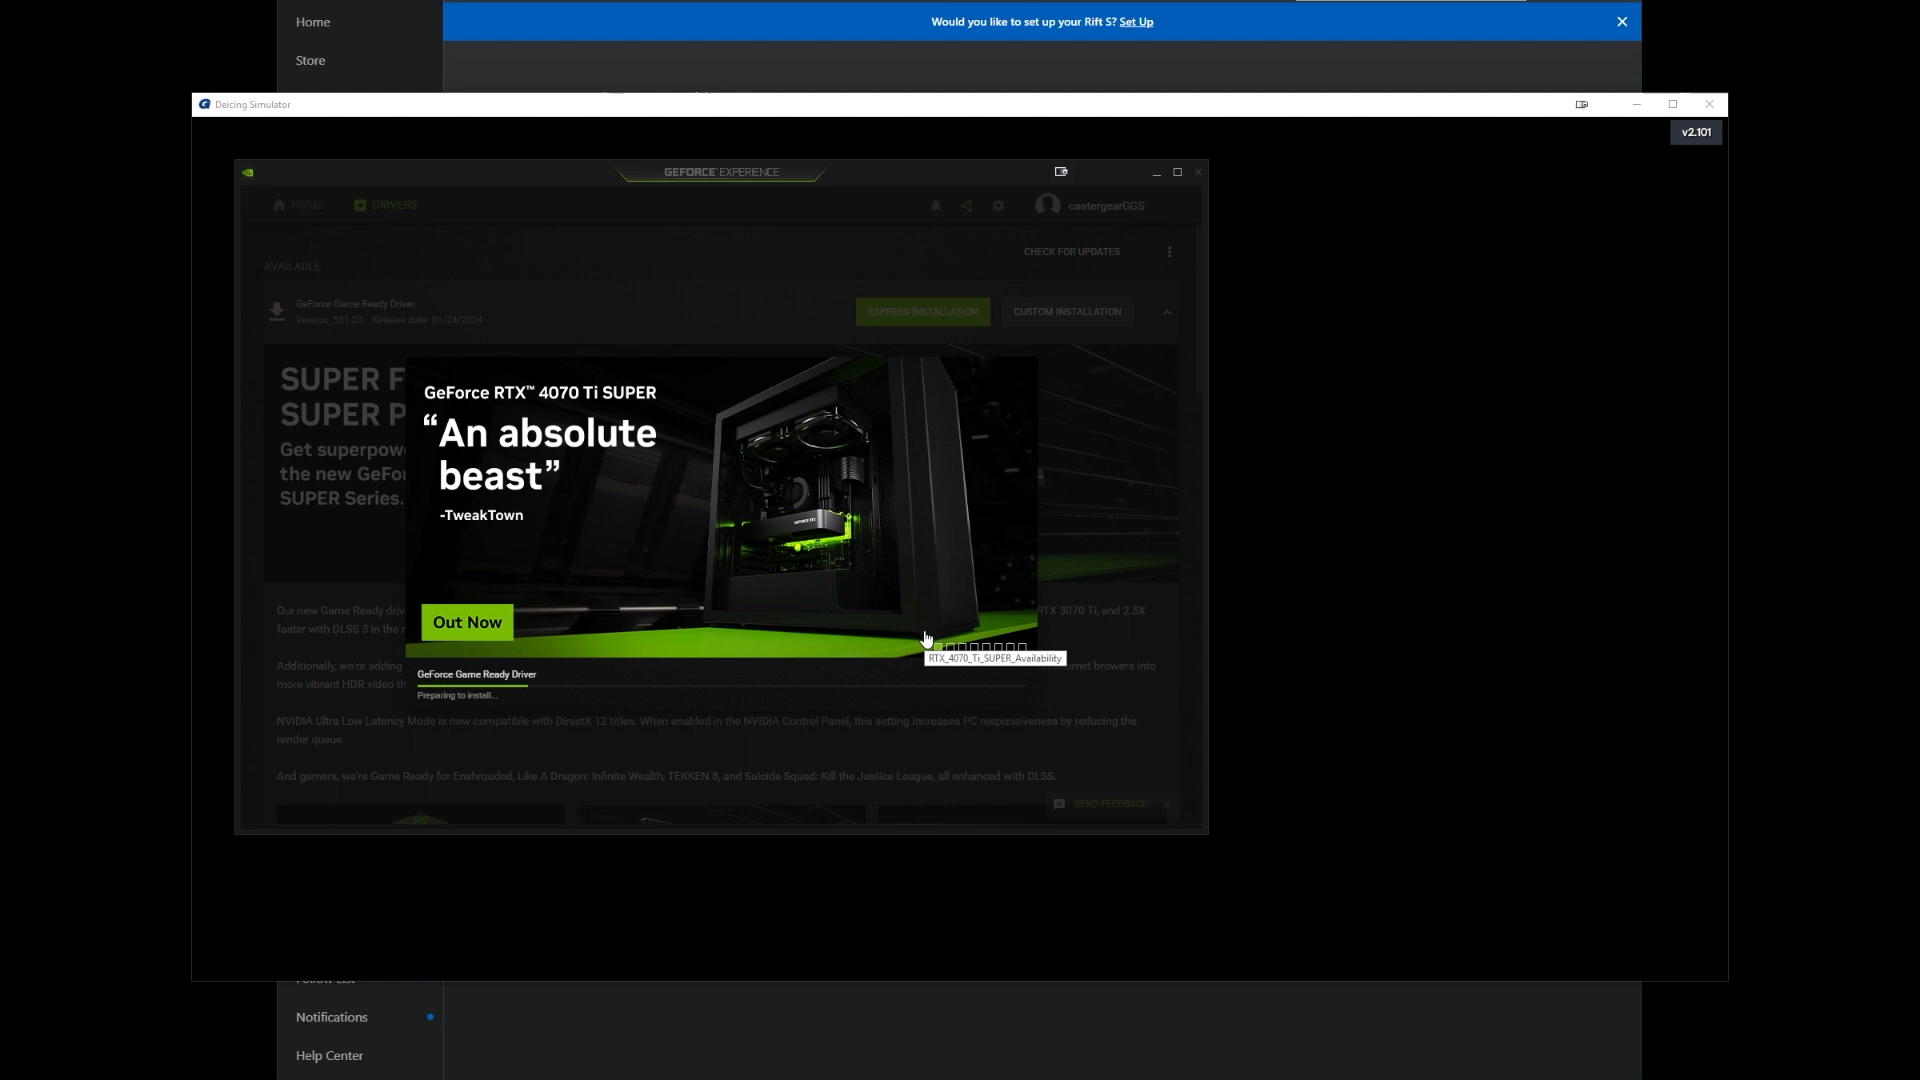 Home
Would you like to set up your Rift S? Set Up
Store
Deicing Simulator
v2.101
GEFORCE EXPERIENCE
HOME
DRIVERS
castergearGGS
CHECK FOR UPDATES
AVAILABLE
GeForce Game Ready Driver
Version: 551.23 Release date: 01/24/2024
EXPRESS INSTALLATION
CUSTOM INSTALLATION
SUPER F
SUPER P
Get superpow
the new GeFor
SUPER Series.
GeForce RTX™ 4070 Ti SUPER
“An absolute
beast”
-TweakTown
GEFORCE RTX
Out Now
RTX_4070_Ti_SUPER_Availability
GeForce Game Ready Driver
Preparing to install...
Our new Game Ready driv RTX 3070 Ti, and 2.5X
faster with DLSS 3 in the
Additionally, we're adding ernet browers into
more vibrant HDR video th
NVIDIA Ultra Low Latency Mode is now compatible with DirectX 12 titles. When enabled in the NVIDIA Control Panel, this setting increases PC responsiveness by reducing the
render queue.
And gamers, we're Game Ready for Enshrouded, Like A Dragon: Infinite Wealth, TEKKEN 8, and Suicide Squad: Kill the Justice League, all enhanced with DLSS.
SEND FEEDBACK
Notifications
Help Center